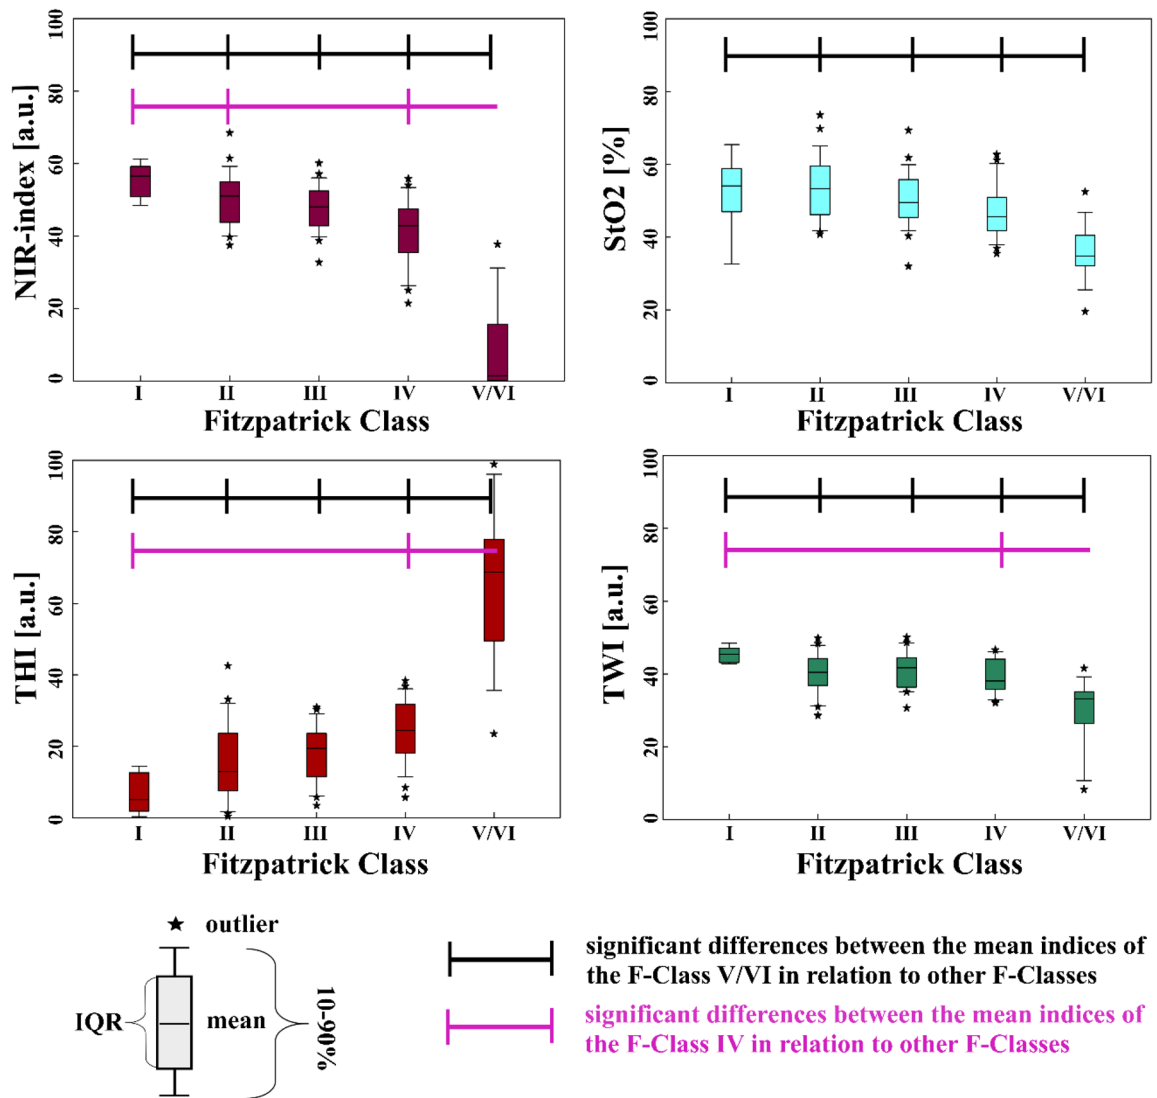 NIR-index [a.u.]
0 20 40 60 80 100
I II III IV V/VI
Fitzpatrick Class
StO2 [%]
0 20 40 60 80 100
I II III IV V/VI
Fitzpatrick Class
THI [a.u.]
0 20 40 60 80 100
I II III IV V/VI
Fitzpatrick Class
TWI [a.u.]
0 20 40 60 80 100
I II III IV V/VI
Fitzpatrick Class
outlier
IQR
mean
10-90%
significant differences between the mean indices of
the F-Class V/VI in relation to other F-Classes
significant differences between the mean indices of
the F-Class IV in relation to other F-Classes